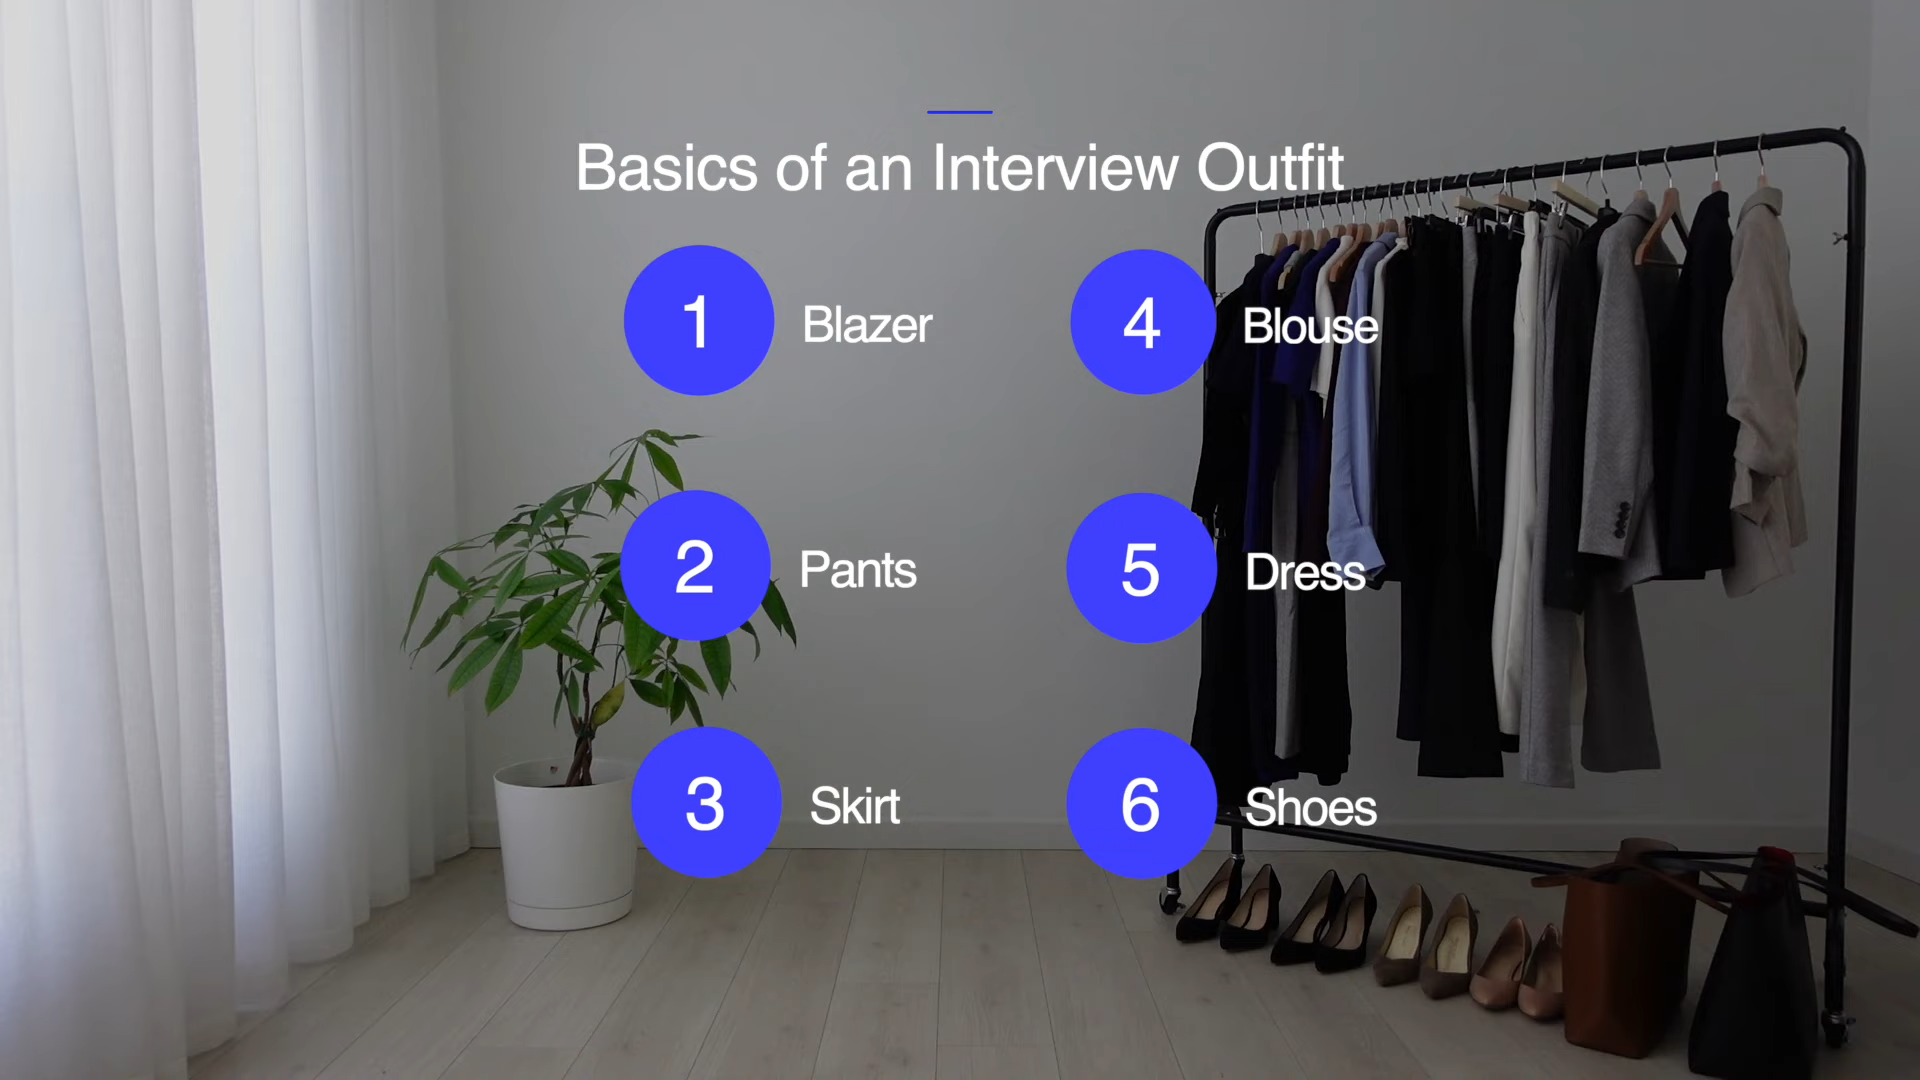 Basics of an Interview Outfit
1 Blazer
2 Pants
3 Skirt
4 Blouse
5 Dress
6 Shoes